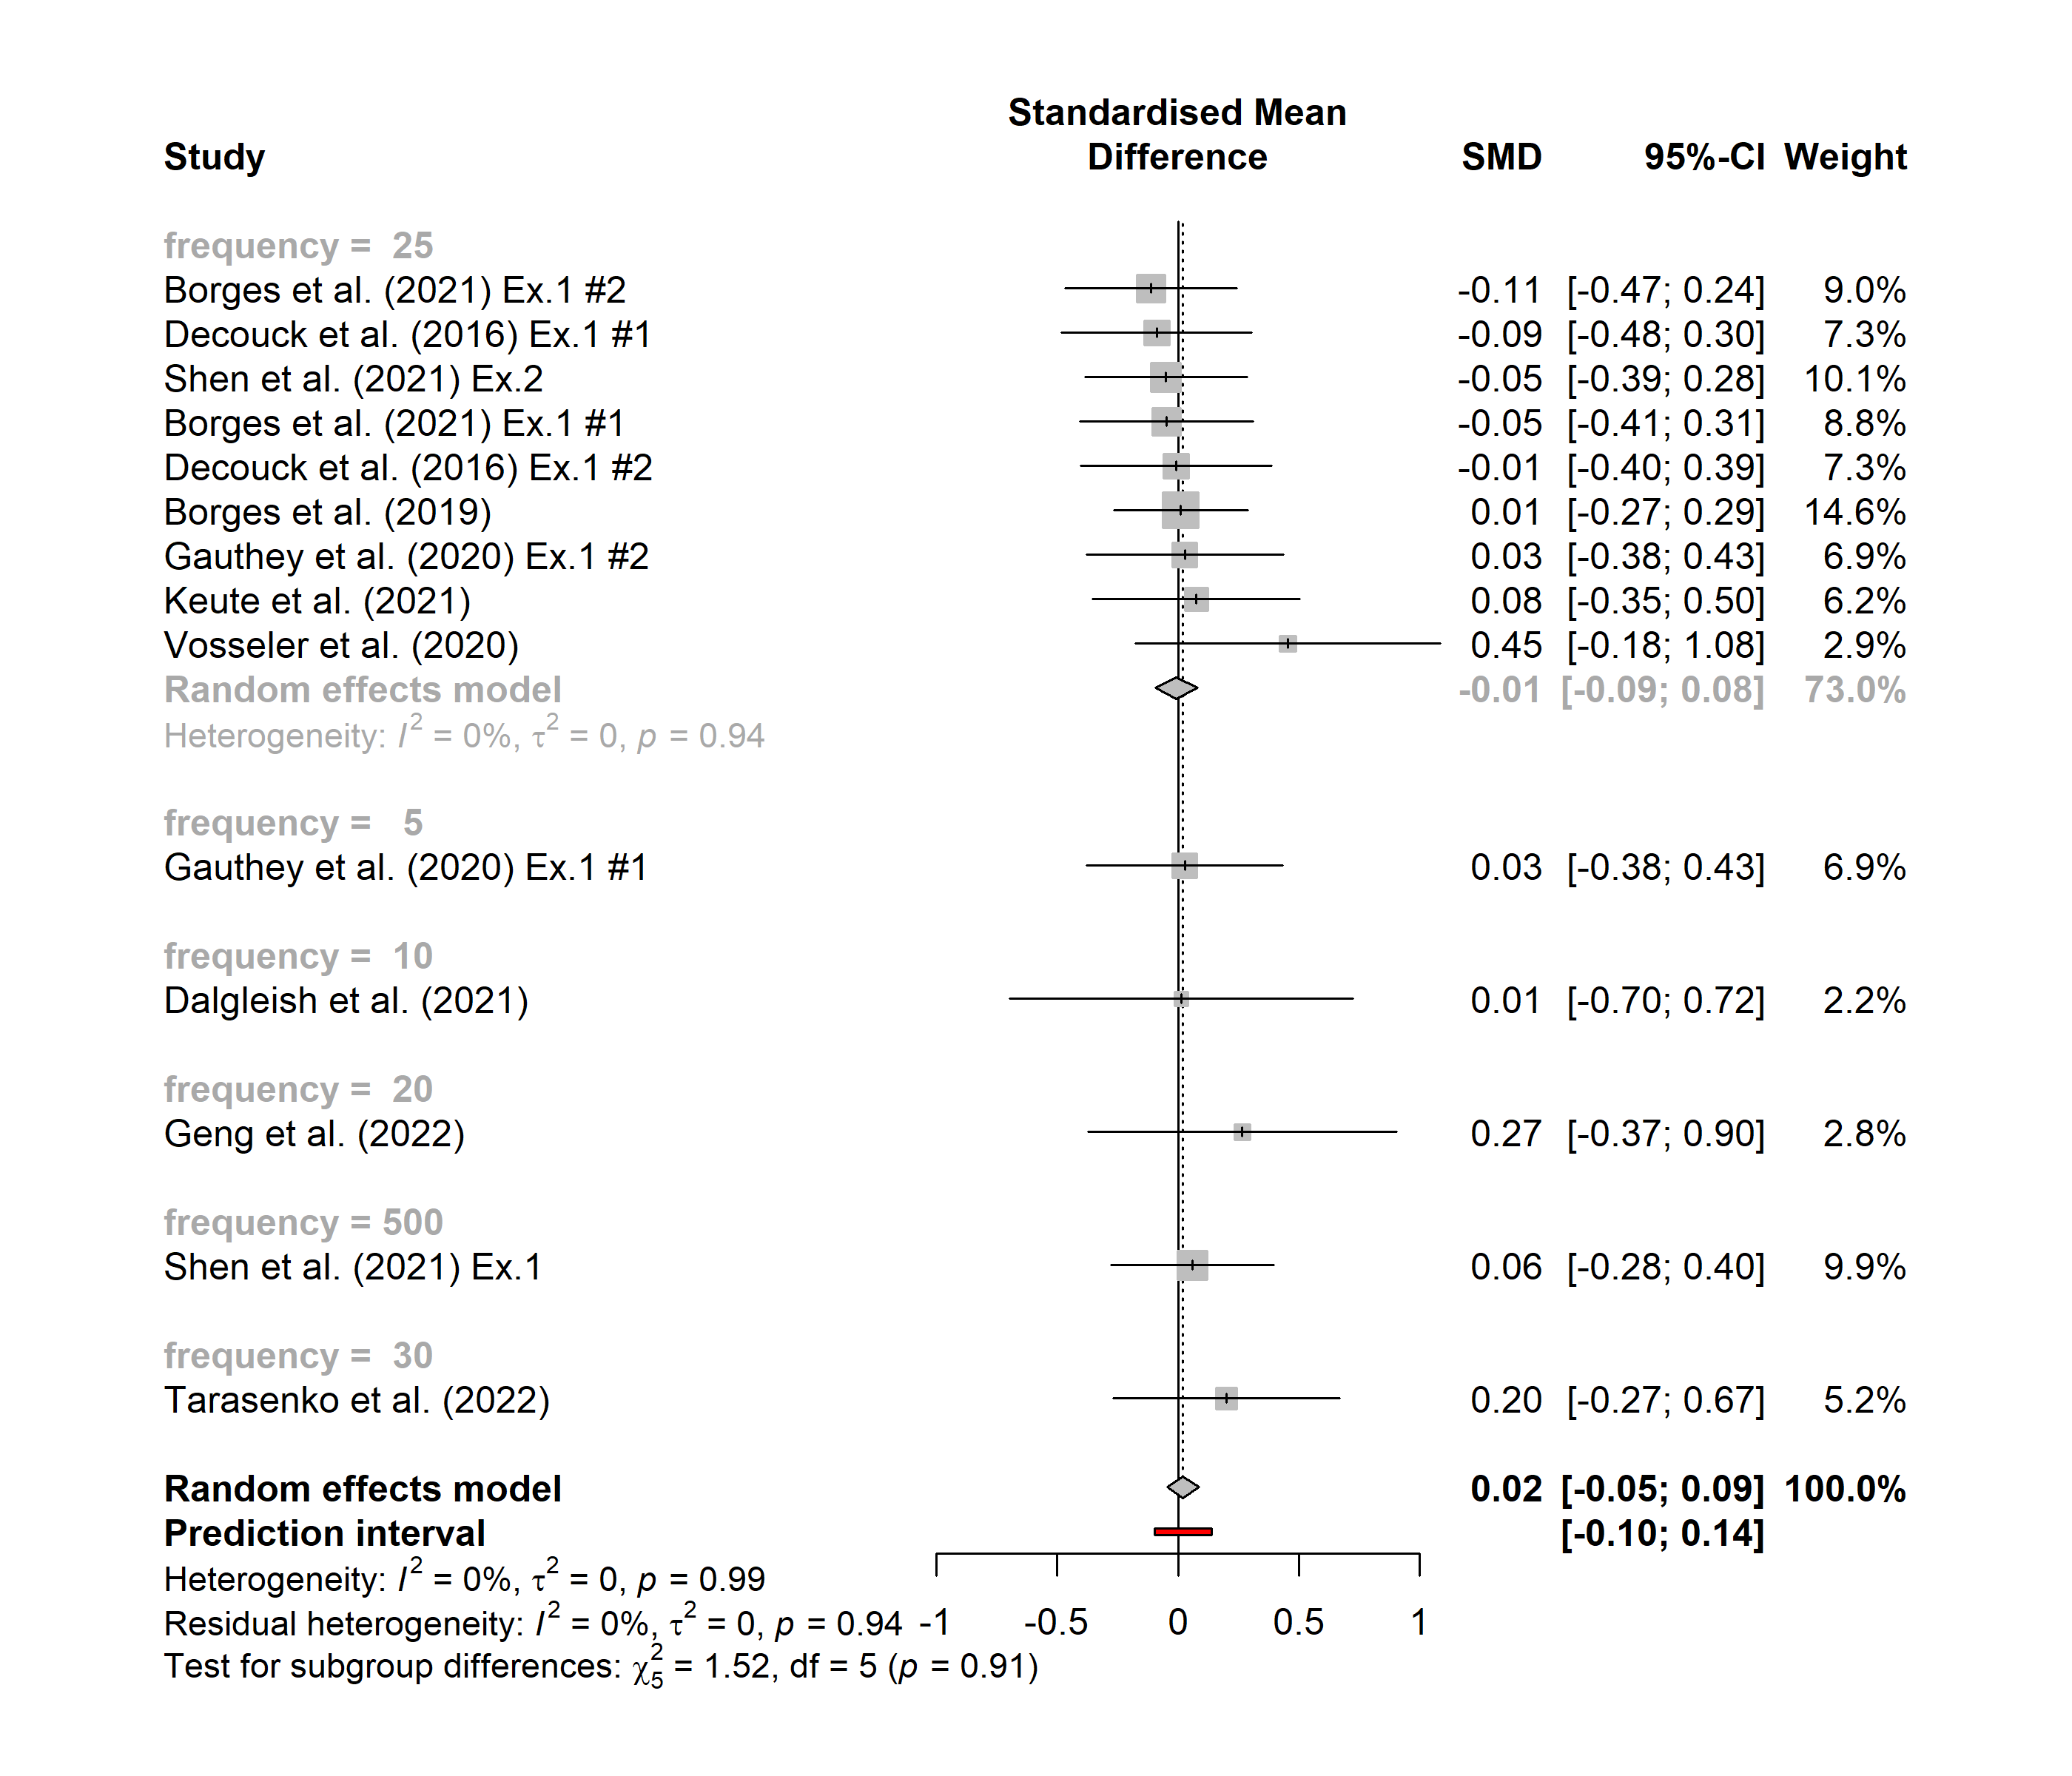 Standardised Mean
Study Difference SMD 95%-CI Weight
frequency = 25
Borges et al. (2021) Ex.1 #2 -0.11 [-0.47; 0.24] 9.0%
Decouck et al. (2016) Ex.1 #1 -0.09 [-0.48; 0.30] 7.3%
Shen et al. (2021) Ex.2 -0.05 [-0.39; 0.28] 10.1%
Borges et al. (2021) Ex.1 #1 -0.05 [-0.41; 0.31] 8.8%
Decouck et al. (2016) Ex.1 #2 -0.01 [-0.40; 0.39] 7.3%
Borges et al. (2019) 0.01 [-0.27; 0.29] 14.6%
Gauthey et al. (2020) Ex.1 #2 0.03 [-0.38; 0.43] 6.9%
Keute et al. (2021) 0.08 [-0.35; 0.50] 6.2%
Vosseler et al. (2020) 0.45 [-0.18; 1.08] 2.9%
Random effects model -0.01 [-0.09; 0.08] 73.0%
Heterogeneity: I² = 0%, τ² = 0, p = 0.94
frequency = 5
Gauthey et al. (2020) Ex.1 #1 0.03 [-0.38; 0.43] 6.9%
frequency = 10
Dalgleish et al. (2021) 0.01 [-0.70; 0.72] 2.2%
frequency = 20
Geng et al. (2022) 0.27 [-0.37; 0.90] 2.8%
frequency = 500
Shen et al. (2021) Ex.1 0.06 [-0.28; 0.40] 9.9%
frequency = 30
Tarasenko et al. (2022) 0.20 [-0.27; 0.67] 5.2%
Random effects model 0.02 [-0.05; 0.09] 100.0%
Prediction interval [-0.10; 0.14]
Heterogeneity: I² = 0%, τ² = 0, p = 0.99
Residual heterogeneity: I² = 0%, τ² = 0, p = 0.94 -1 -0.5 0 0.5 1
Test for subgroup differences: χ²₅ = 1.52, df = 5 (p = 0.91)